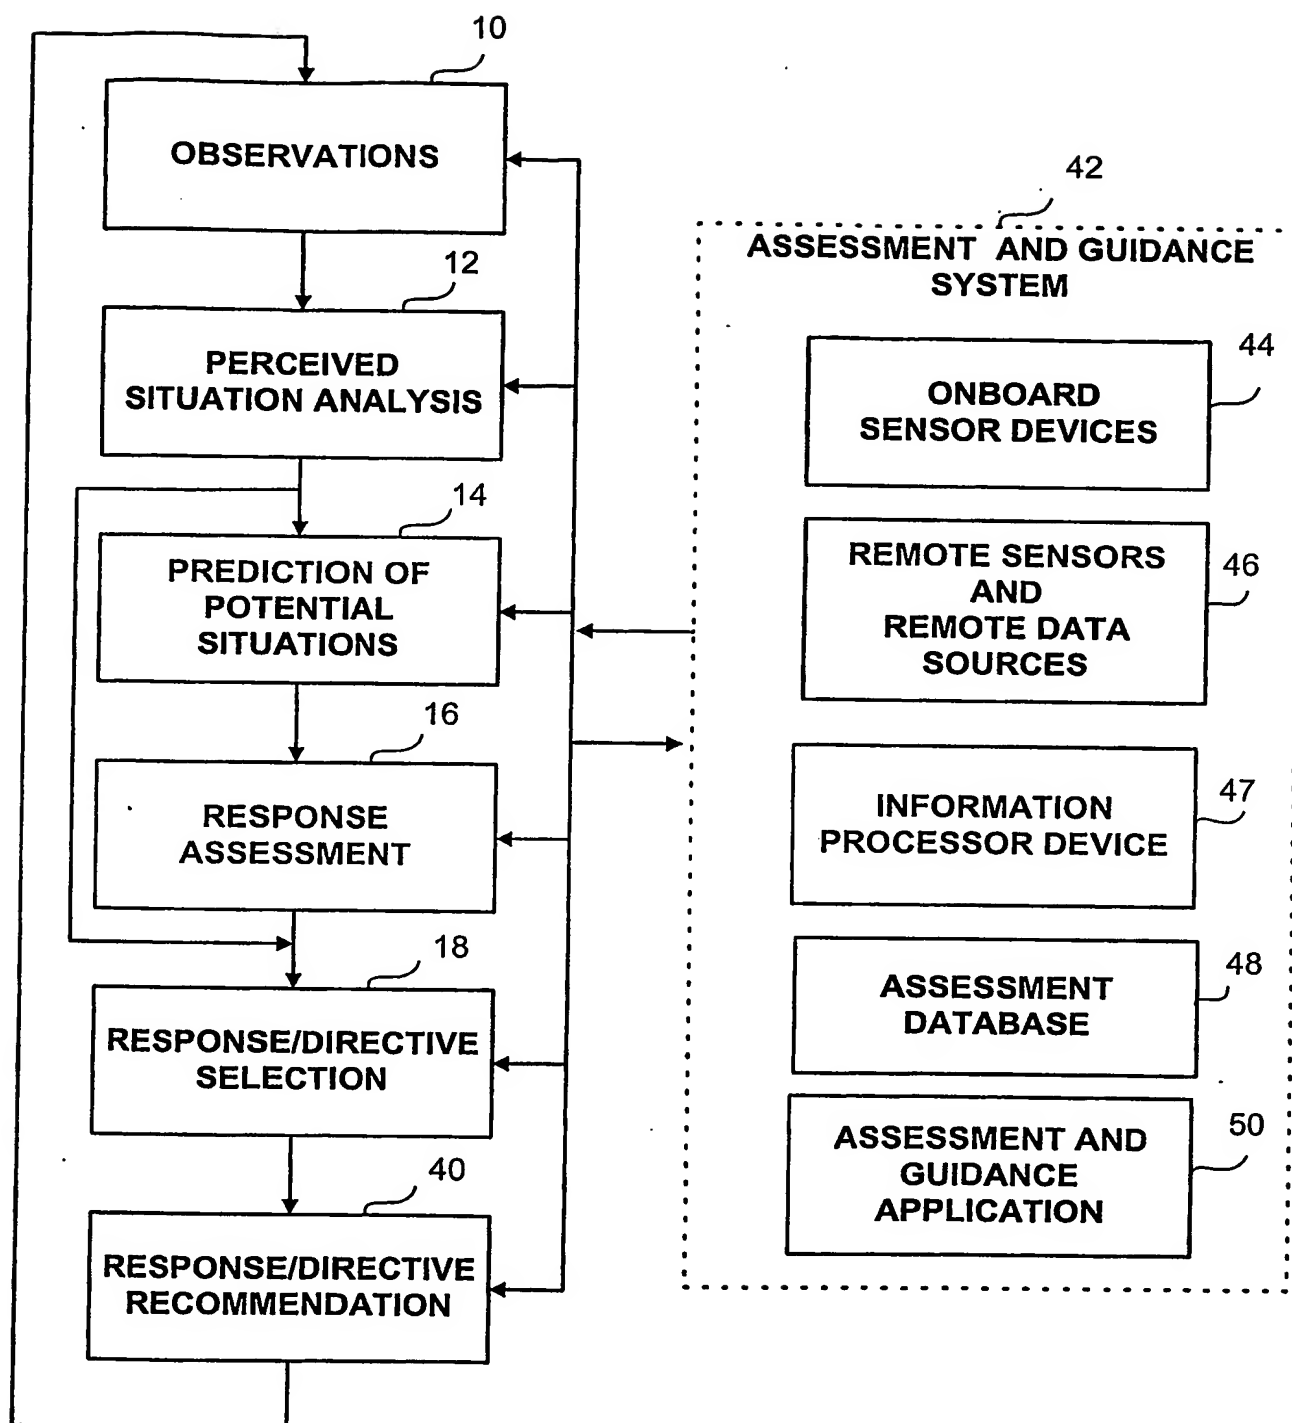 10
OBSERVATIONS
12
PERCEIVED
SITUATION ANALYSIS
14
PREDICTION OF
POTENTIAL
SITUATIONS
16
RESPONSE
ASSESSMENT
18
RESPONSE/DIRECTIVE
SELECTION
40
RESPONSE/DIRECTIVE
RECOMMENDATION
42
ASSESSMENT AND GUIDANCE
SYSTEM
44
ONBOARD
SENSOR DEVICES
46
REMOTE SENSORS
AND
REMOTE DATA
SOURCES
47
INFORMATION
PROCESSOR DEVICE
48
ASSESSMENT
DATABASE
50
ASSESSMENT AND
GUIDANCE
APPLICATION